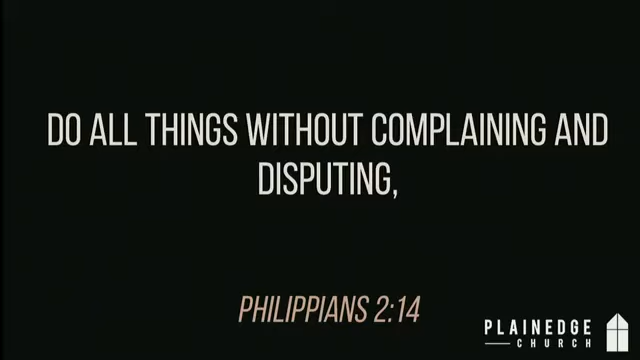 DO ALL THINGS WITHOUT COMPLAINING AND
DISPUTING,
PHILIPPIANS 2:14
PLAINEDGE
CHURCH